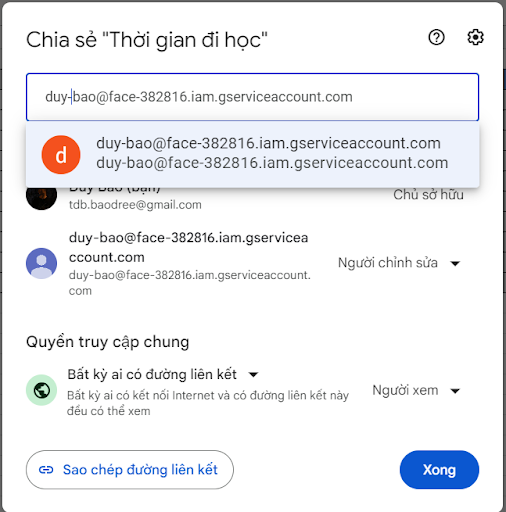 Chia sẻ "Thời gian đi học"
duy-bao@face-382816.iam.gserviceaccount.com
d
duy-bao@face-382816.iam.gserviceaccount.com
duy-bao@face-382816.iam.gserviceaccount.com
Duy Bao (bạn)
tdb.baodree@gmail.com
Chủ sở hữu
duy-bao@face-382816.iam.gservicea
ccount.com
duy-bao@face-382816.iam.gserviceaccount.
com
Người chỉnh sửa
Quyền truy cập chung
Bất kỳ ai có đường liên kết
Bất kỳ ai có kết nối Internet và có đường liên kết này
đều có thể xem
Người xem
Sao chép đường liên kết
Xong